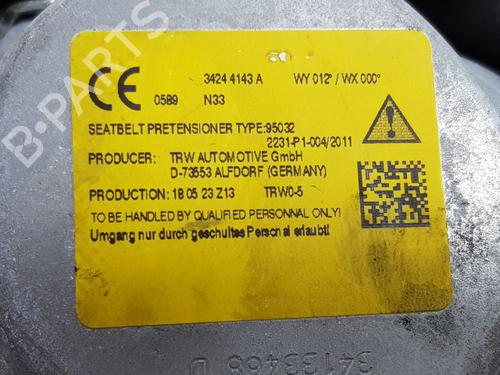 B-PARTS
CE
3424 4143 A WY 012° / WX 000°
0589 N33
SEATBELT PRETENSIONER TYPE:95032
2231-P1-004/2011
PRODUCER: TRW AUTOMOTIVE GmbH
D-73553 ALFDORF (GERMANY)
PRODUCTION: 18 05 23 Z13 TRW0-5
TO BE HANDLED BY QUALIFIED PERSONNAL ONLY!
Umgang nur durch geschultes Personal erlaubt!
34133468 D